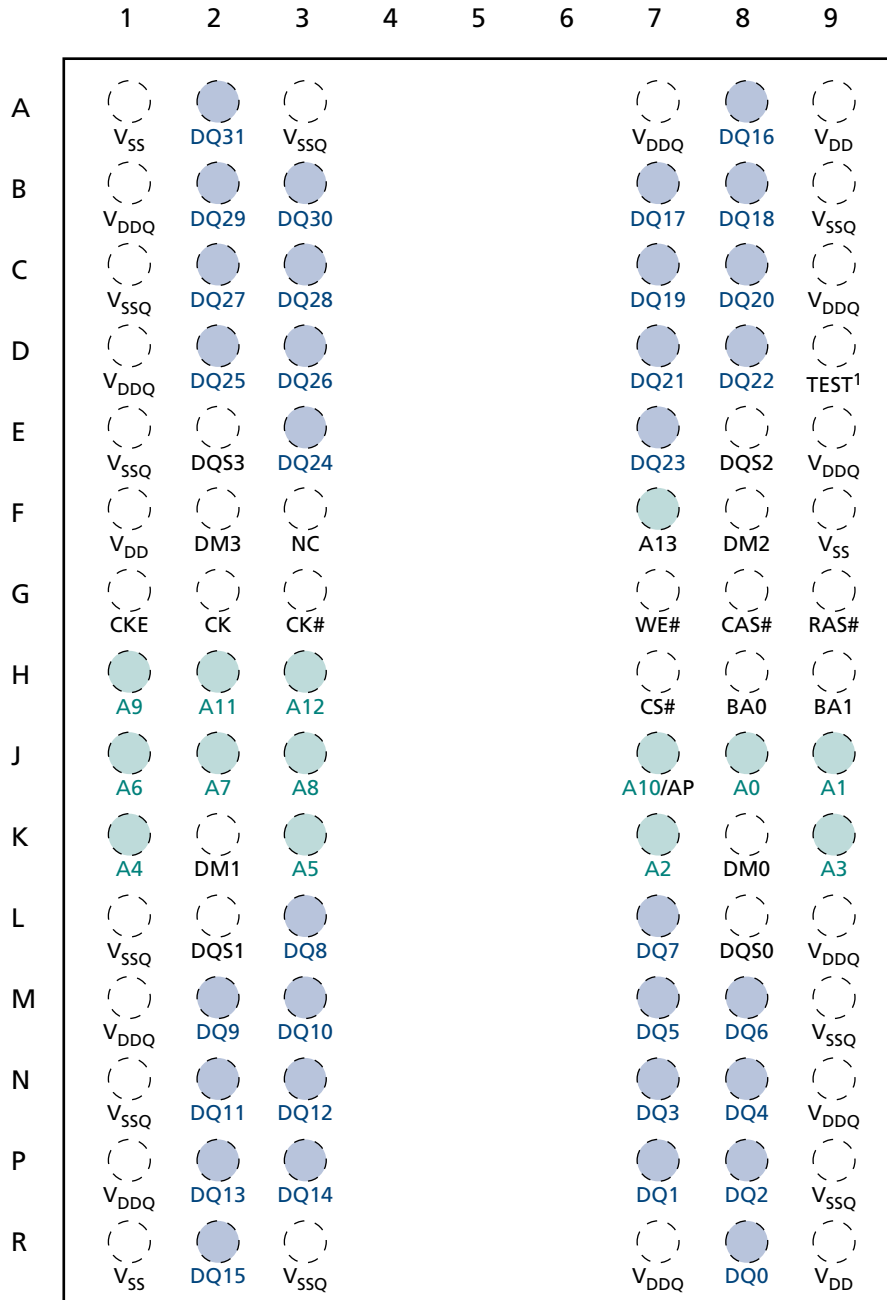 1 2 3 4 5 6 7 8 9
A
VSS DQ31 VSSQ VDDQ DQ16 VDD
B
VDDQ DQ29 DQ30 DQ17 DQ18 VSSQ
C
VSSQ DQ27 DQ28 DQ19 DQ20 VDDQ
D
VDDQ DQ25 DQ26 DQ21 DQ22 TEST1
E
VSSQ DQS3 DQ24 DQ23 DQS2 VDDQ
F
VDD DM3 NC A13 DM2 VSS
G
CKE CK CK# WE# CAS# RAS#
H
A9 A11 A12 CS# BA0 BA1
J
A6 A7 A8 A10/AP A0 A1
K
A4 DM1 A5 A2 DM0 A3
L
VSSQ DQS1 DQ8 DQ7 DQS0 VDDQ
M
VDDQ DQ9 DQ10 DQ5 DQ6 VSSQ
N
VSSQ DQ11 DQ12 DQ3 DQ4 VDDQ
P
VDDQ DQ13 DQ14 DQ1 DQ2 VSSQ
R
VSS DQ15 VSSQ VDDQ DQ0 VDD